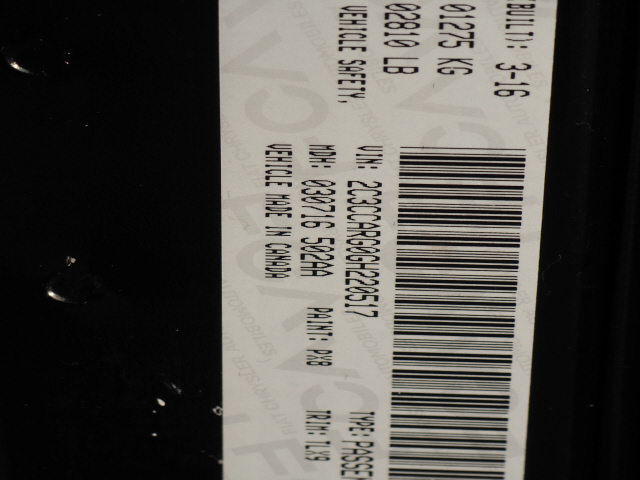 BUILT): 3-16
01275 KG
02810 LB
VEHICLE SAFETY,
VIN: 2C3CCARG0GH220517 TYPE: PASSEN
MDH: 030716 502AA PAINT: PX8 TRIM: TLX9
VEHICLE MADE IN CANADA